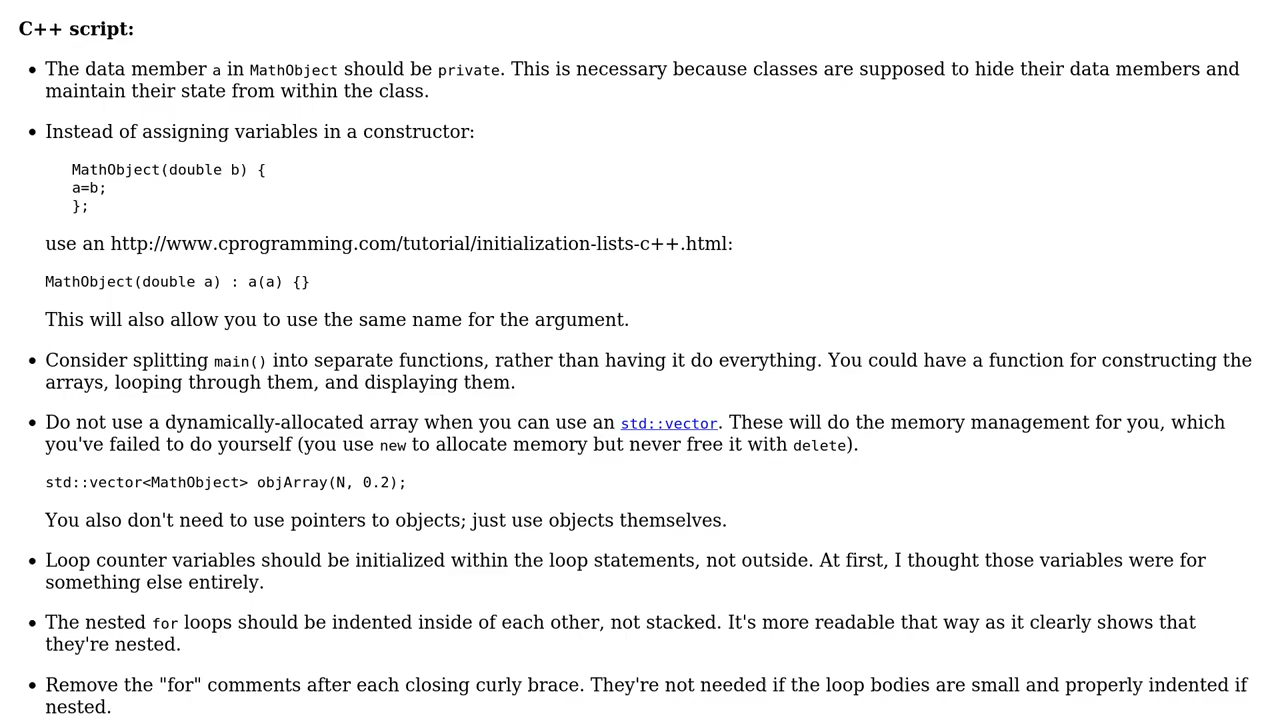 C++ script:
• The data member a in MathObject should be private. This is necessary because classes are supposed to hide their data members and
maintain their state from within the class.
• Instead of assigning variables in a constructor:
MathObject(double b) {
a=b;
};
use an http://www.cprogramming.com/tutorial/initialization-lists-c++.html:
MathObject(double a) : a(a) {}
This will also allow you to use the same name for the argument.
• Consider splitting main() into separate functions, rather than having it do everything. You could have a function for constructing the
arrays, looping through them, and displaying them.
• Do not use a dynamically-allocated array when you can use an std::vector. These will do the memory management for you, which
you've failed to do yourself (you use new to allocate memory but never free it with delete).
std::vector<MathObject> objArray(N, 0.2);
You also don't need to use pointers to objects; just use objects themselves.
• Loop counter variables should be initialized within the loop statements, not outside. At first, I thought those variables were for
something else entirely.
• The nested for loops should be indented inside of each other, not stacked. It's more readable that way as it clearly shows that
they're nested.
• Remove the "for" comments after each closing curly brace. They're not needed if the loop bodies are small and properly indented if
nested.